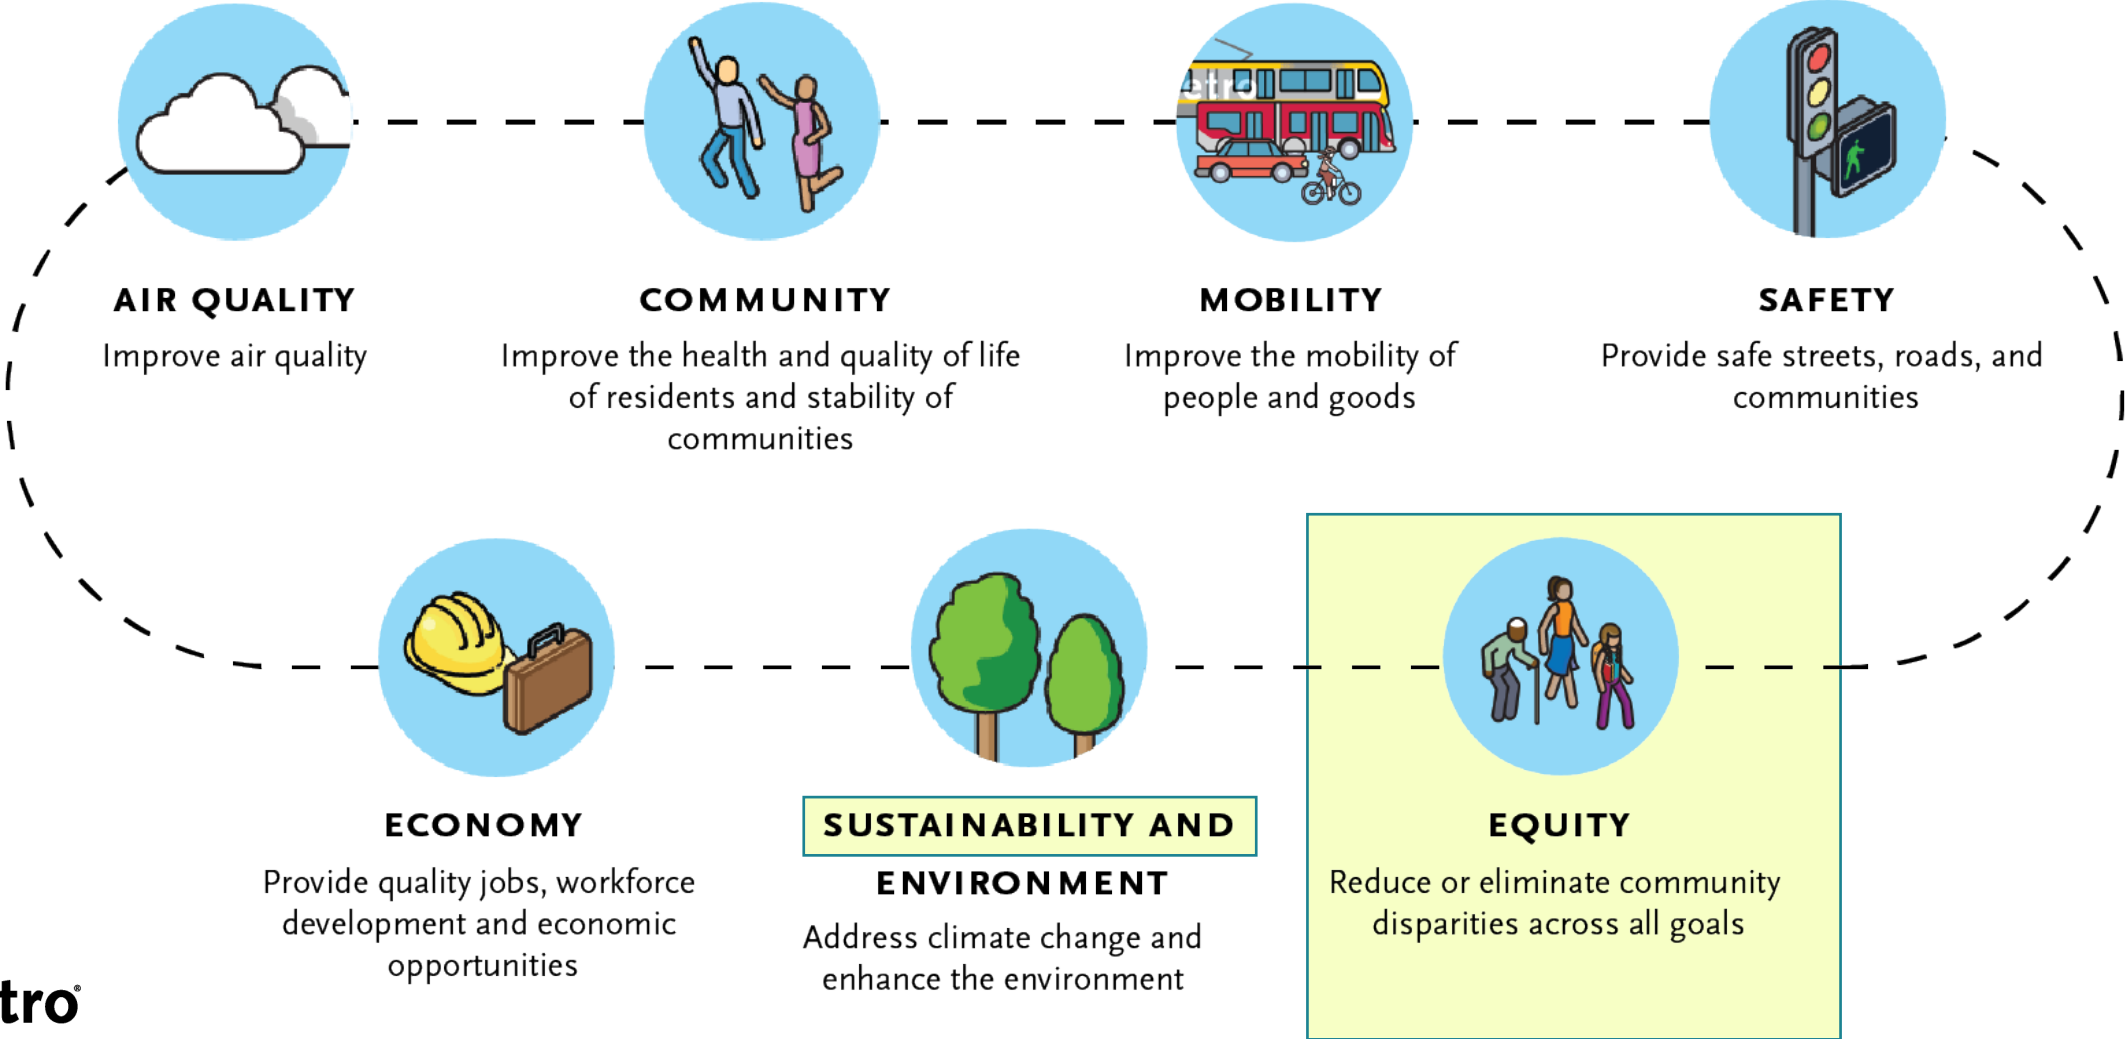 etro
AIR QUALITY
Improve air quality
COMMUNITY
Improve the health and quality of life
of residents and stability of
communities
MOBILITY
Improve the mobility of
people and goods
SAFETY
Provide safe streets, roads, and
communities
ECONOMY
Provide quality jobs, workforce
development and economic
opportunities
SUSTAINABILITY AND
ENVIRONMENT
Address climate change and
enhance the environment
EQUITY
Reduce or eliminate community
disparities across all goals
tro®